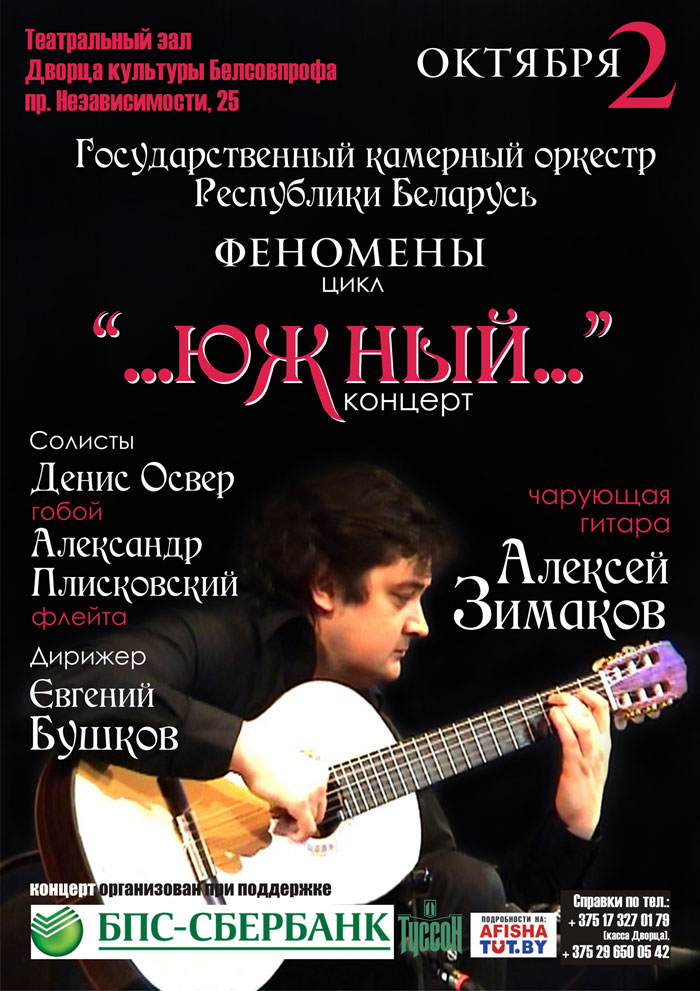 Театральный зал
Дворца культуры Белсовпрофа
пр. Независимости, 25
ОКТЯБРЯ 2
Государственный камерный оркестр
Республики Беларусь
ФЕНОМЕНЫ
цикл
"...ЮЖНЫЙ..."
концерт
Солисты
Денис Освер
гобой
Александр
Плисковский
флейта
Дирижер
Евгений
Бушков
чарующая
гитара
Алексей
Зимаков
концерт организован при поддержке
БПС-СБЕРБАНК
ТУССОН
ПОДРОБНОСТИ НА:
AFISHA
TUT.BY
Справки по тел.:
+ 375 17 327 01 79
(касса Дворца),
+ 375 29 650 05 42